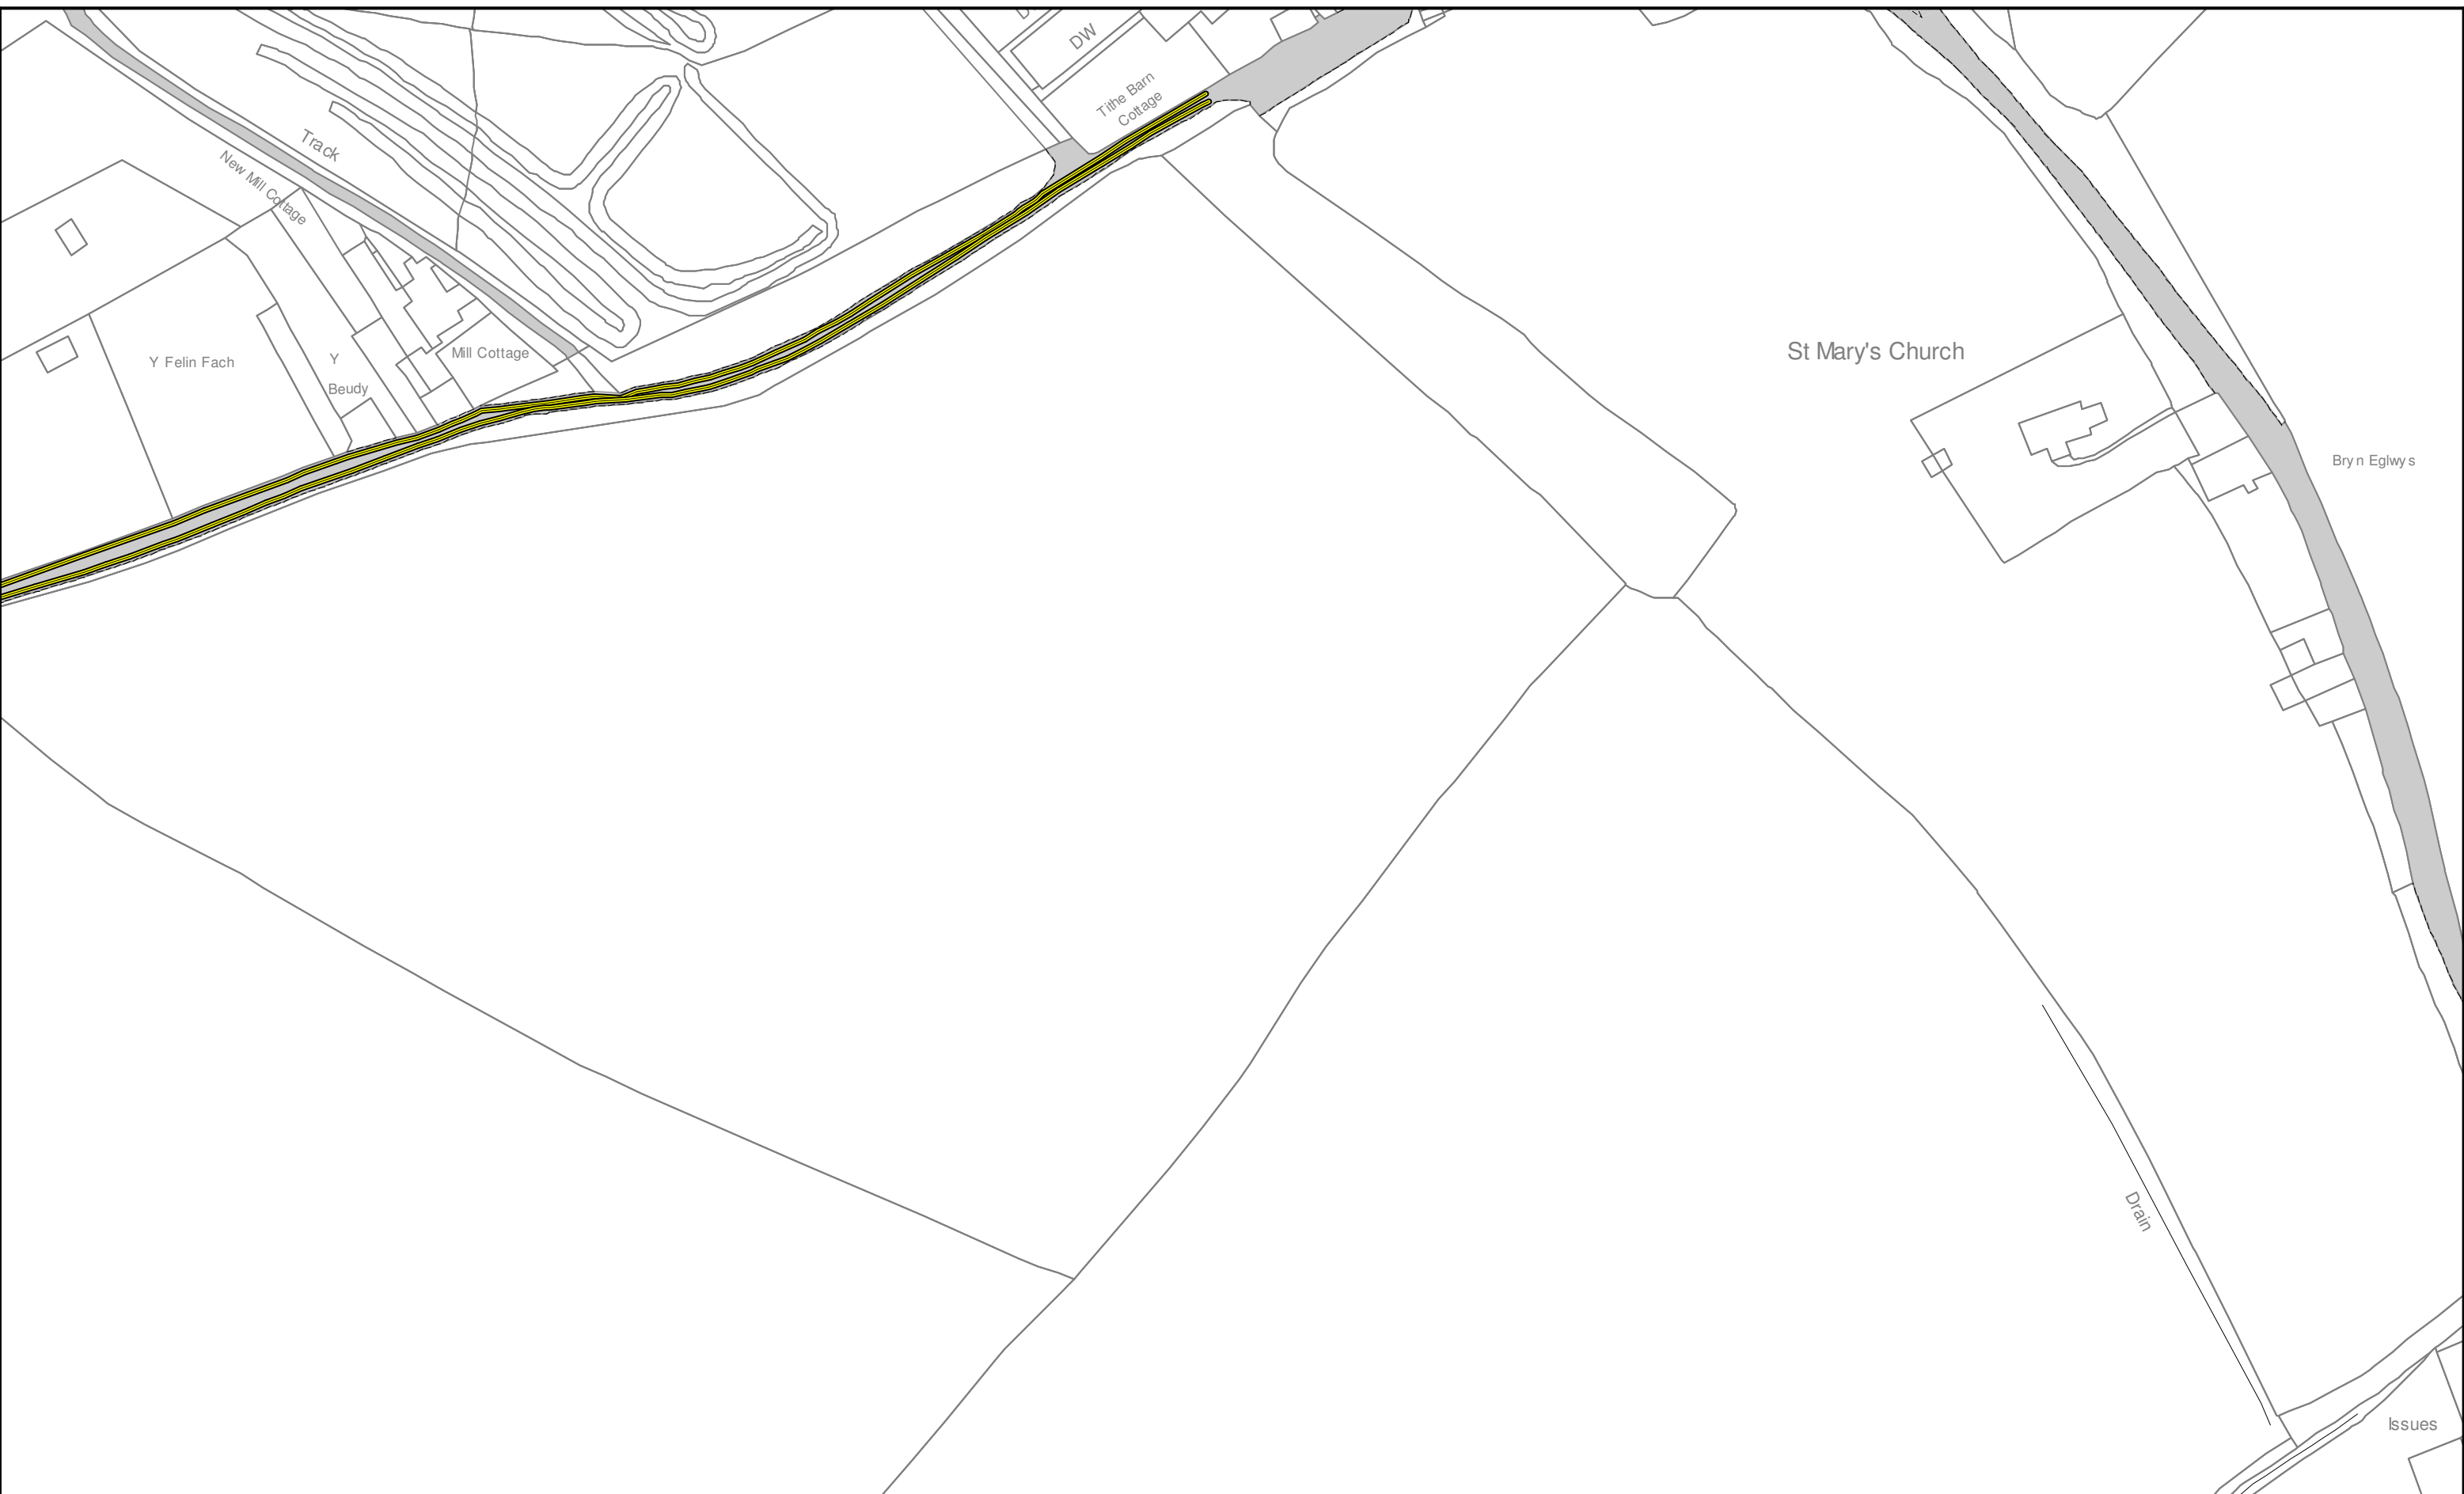 DW
Tithe Barn
Cottage
Track
New Mill Cottage
Mill Cottage
Y Felin Fach
Y
Beudy
St Mary's Church
Bryn Eglwys
Drain
Issues